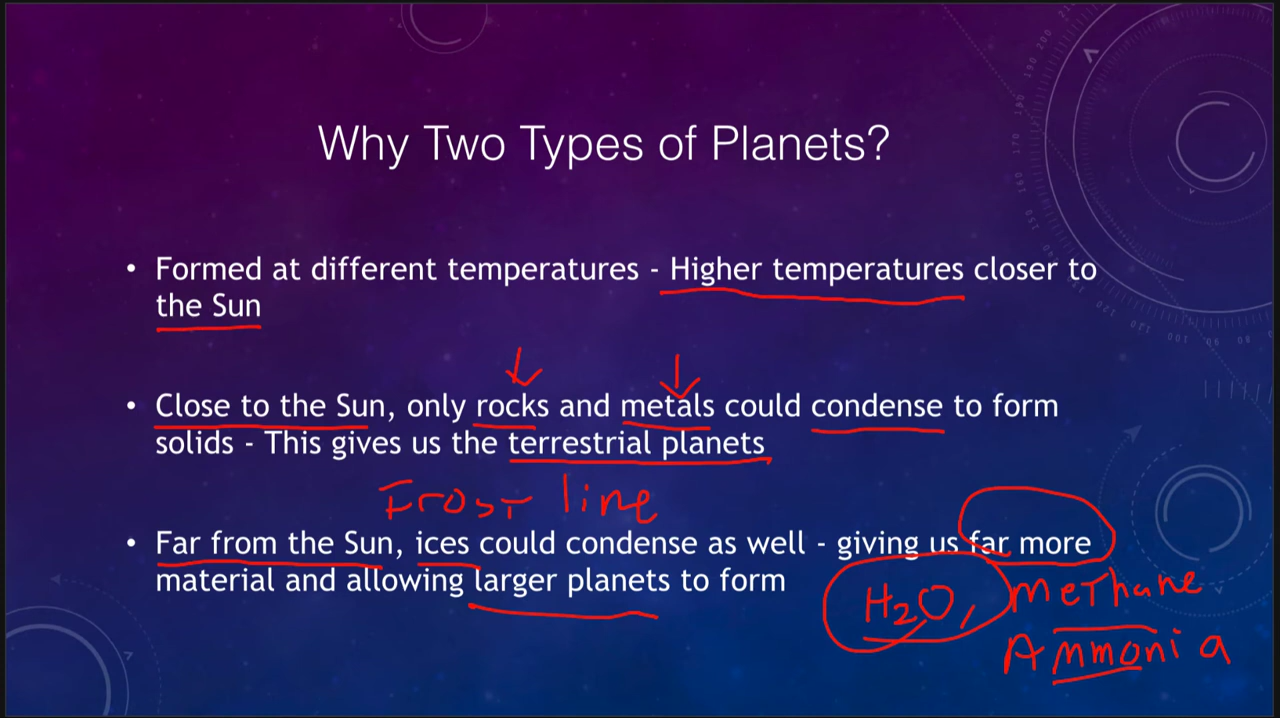 Why Two Types of Planets?
• Formed at different temperatures - Higher temperatures closer to
the Sun
• Close to the Sun, only rocks and metals could condense to form
solids - This gives us the terrestrial planets
Frost line
• Far from the Sun, ices could condense as well - giving us far more
material and allowing larger planets to form
H₂O, methane
Ammonia